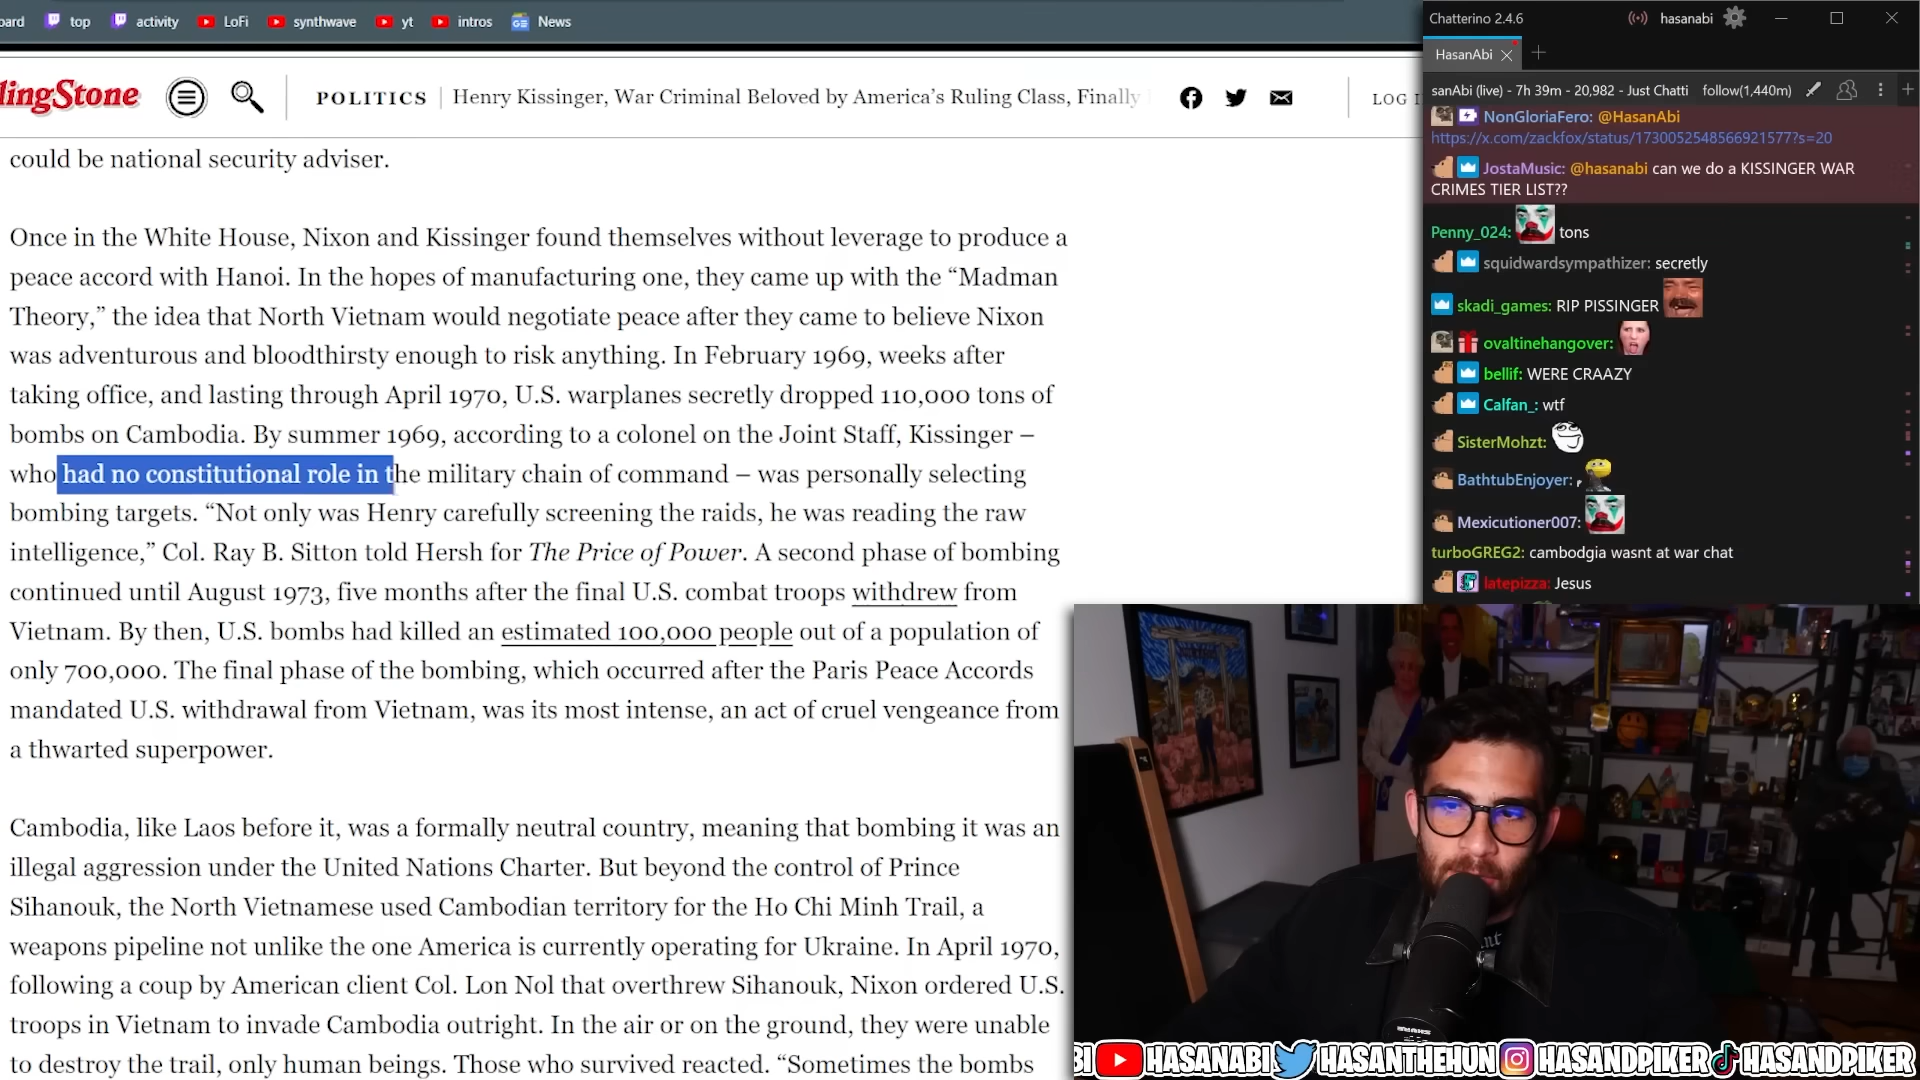 top
activity
LoFi
synthwave
yt
intros
News
lingStone
POLITICS
Henry Kissinger, War Criminal Beloved by America's Ruling Class, Finally
LOG I
could be national security adviser.
Once in the White House, Nixon and Kissinger found themselves without leverage to produce a
peace accord with Hanoi. In the hopes of manufacturing one, they came up with the “Madman
Theory,” the idea that North Vietnam would negotiate peace after they came to believe Nixon
was adventurous and bloodthirsty enough to risk anything. In February 1969, weeks after
taking office, and lasting through April 1970, U.S. warplanes secretly dropped 110,000 tons of
bombs on Cambodia. By summer 1969, according to a colonel on the Joint Staff, Kissinger –
who had no constitutional role in the military chain of command – was personally selecting
bombing targets. “Not only was Henry carefully screening the raids, he was reading the raw
intelligence,” Col. Ray B. Sitton told Hersh for The Price of Power. A second phase of bombing
continued until August 1973, five months after the final U.S. combat troops withdrew from
Vietnam. By then, U.S. bombs had killed an estimated 100,000 people out of a population of
only 700,000. The final phase of the bombing, which occurred after the Paris Peace Accords
mandated U.S. withdrawal from Vietnam, was its most intense, an act of cruel vengeance from
a thwarted superpower.
Cambodia, like Laos before it, was a formally neutral country, meaning that bombing it was an
illegal aggression under the United Nations Charter. But beyond the control of Prince
Sihanouk, the North Vietnamese used Cambodian territory for the Ho Chi Minh Trail, a
weapons pipeline not unlike the one America is currently operating for Ukraine. In April 1970,
following a coup by American client Col. Lon Nol that overthrew Sihanouk, Nixon ordered U.S.
troops in Vietnam to invade Cambodia outright. In the air or on the ground, they were unable
to destroy the trail, only human beings. Those who survived reacted. “Sometimes the bombs
Chatterino 2.4.6
hasanabi
HasanAbi
sanAbi (live) - 7h 39m - 20,982 - Just Chatti
follow(1,440m)
NonGloriaFero: @HasanAbi
https://x.com/zackfox/status/1730052548566921577?s=20
JostaMusic: @hasanabi can we do a KISSINGER WAR
CRIMES TIER LIST??
Penny_024: tons
squidwardsympathizer: secretly
skadi_games: RIP PISSINGER
ovaltinehangover:
bellif: WERE CRAAZY
Calfan_: wtf
SisterMohzt:
BathtubEnjoyer: ,
Mexicutioner007:
turboGREG2: cambodgia wasnt at war chat
latepizza: Jesus
BI HASANABI HASANTHEHUN HASANDPIKER HASANDPIKER